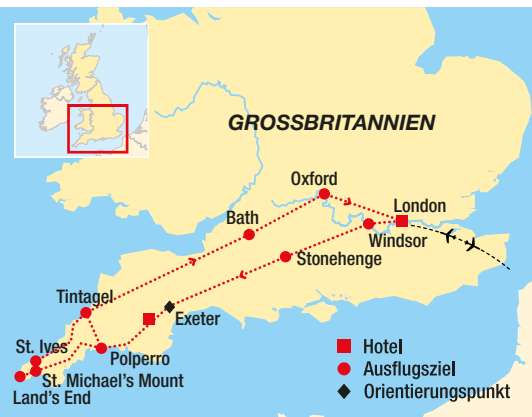 GROSSBRITANNIEN
Oxford
London
Bath
Windsor
Stonehenge
Tintagel
Exeter
St. Ives
Polperro
St. Michael's Mount
Land's End
Hotel
Ausflugsziel
Orientierungspunkt